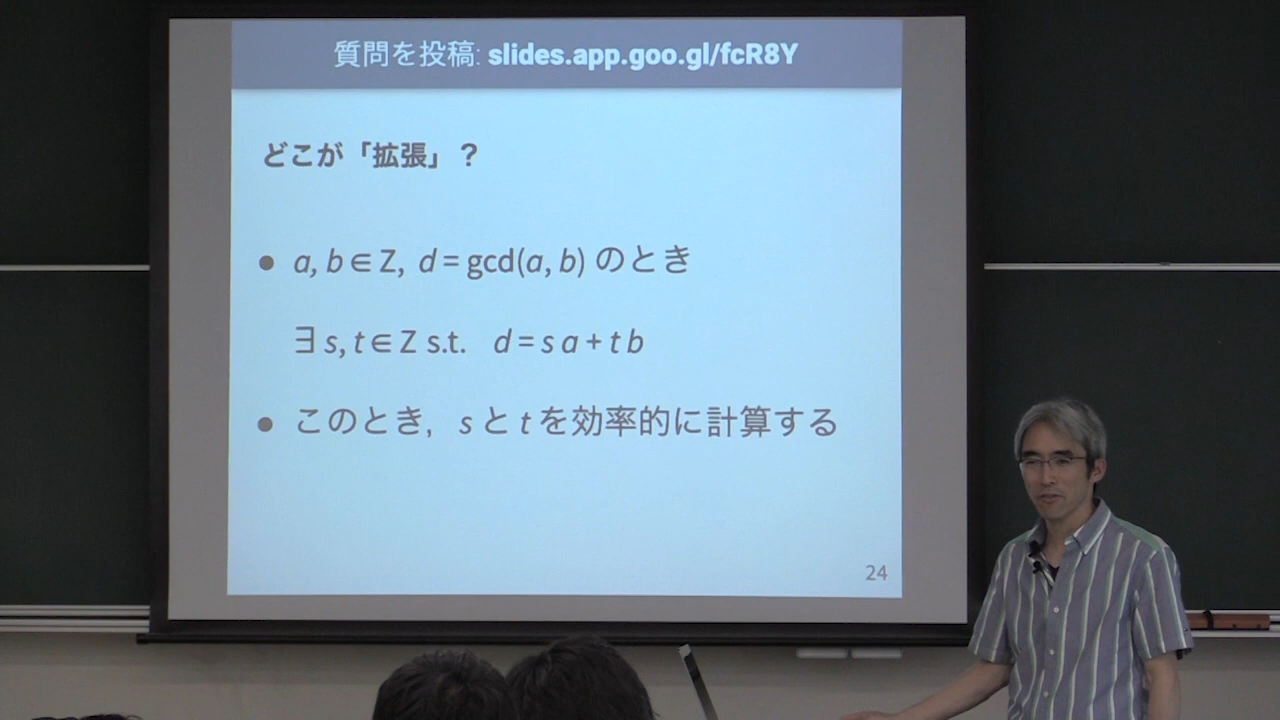 質問を投稿: slides.app.goo.gl/fcR8Y
どこが「拡張」?
● a, b ∈ Z, d = gcd(a, b) のとき
∃ s, t ∈ Z s.t. d = s a + t b
● このとき, s と t を効率的に計算する
24